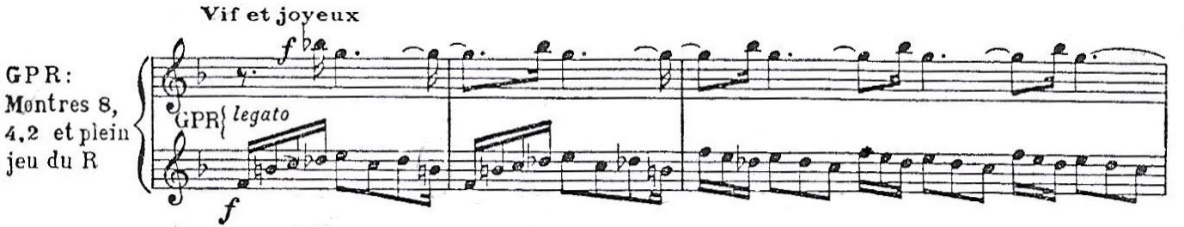 Vif et joyeux
GPR:
Montres 8,
4,2 et plein
jeu du R
f
GPR{ legato
f